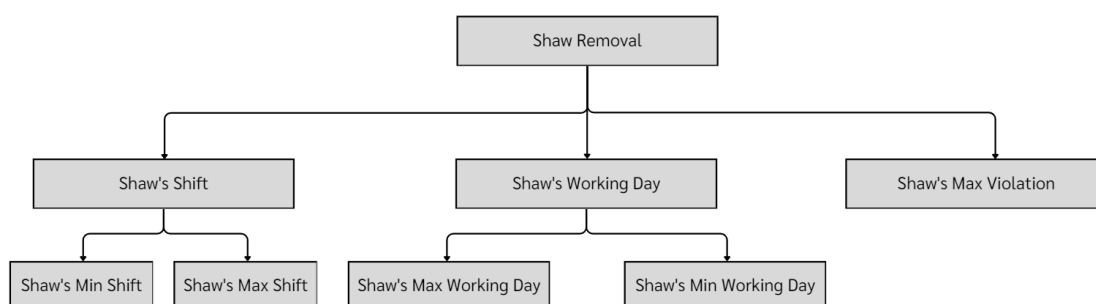 Shaw Removal
Shaw's Shift
Shaw's Working Day
Shaw's Max Violation
Shaw's Min Shift
Shaw's Max Shift
Shaw's Max Working Day
Shaw's Min Working Day